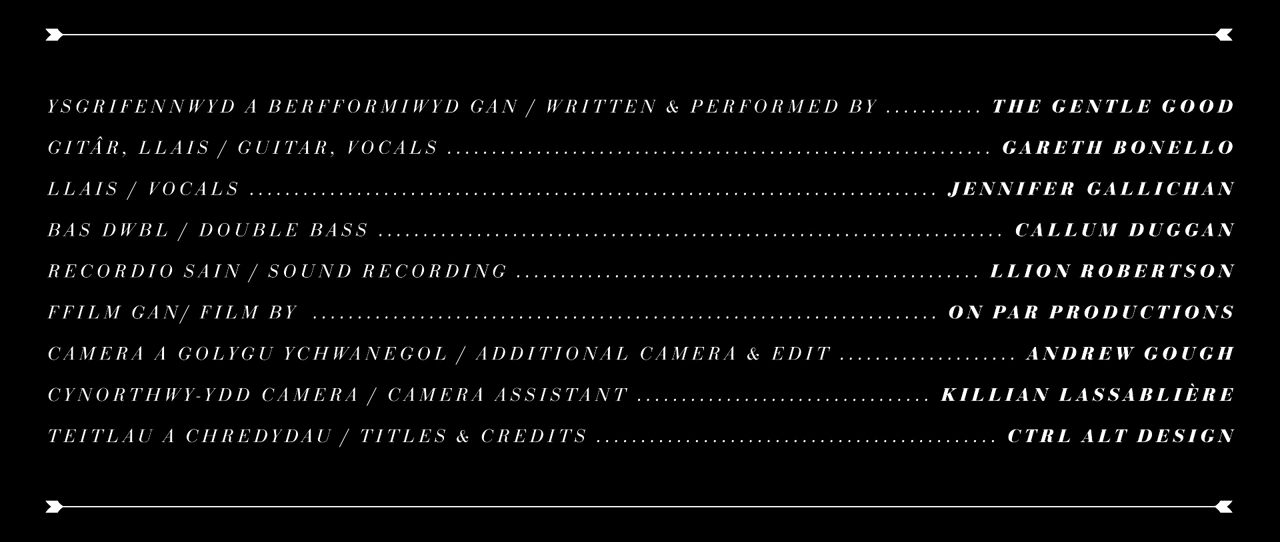 YSGRIFENNWYD A BERFFORMIWYD GAN / WRITTEN & PERFORMED BY ........... THE GENTLE GOOD
GITÂR, LLAIS / GUITAR, VOCALS ............................................................. GARETH BONELLO
LLAIS / VOCALS ............................................................................. JENNIFER GALLICHAN
BAS DWBL / DOUBLE BASS ...................................................................... CALLUM DUGGAN
RECORDIO SAIN / SOUND RECORDING .................................................... LLION ROBERTSON
FFILM GAN/ FILM BY ...................................................................... ON PAR PRODUCTIONS
CAMERA A GOLYGU YCHWANEGOL / ADDITIONAL CAMERA & EDIT .................... ANDREW GOUGH
CYNORTHWY-YDD CAMERA / CAMERA ASSISTANT ................................. KILLIAN LASSABLIÈRE
TEITLAU A CHREDYDAU / TITLES & CREDITS ............................................. CTRL ALT DESIGN